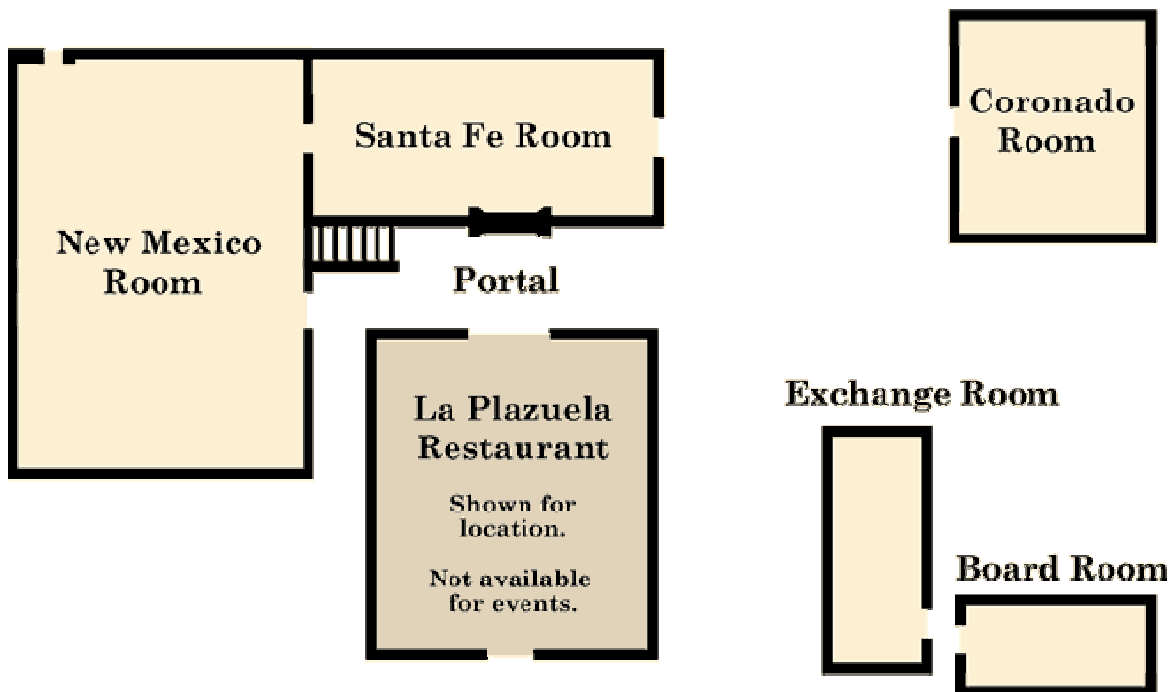 Coronado
Room
Santa Fe Room
New Mexico
Room
Portal
Exchange Room
La Plazuela
Restaurant
Shown for
location.
Not available
for events.
Board Room